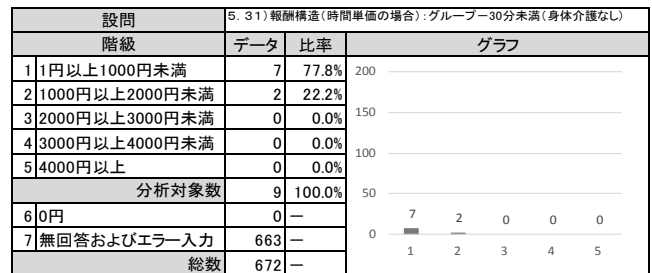 設問 5.31)報酬構造(時間単価の場合):グループー30分未満(身体介護なし)
階級 データ 比率 グラフ
1 1円以上1000円未満 7 77.8%
2 1000円以上2000円未満 2 22.2%
3 2000円以上3000円未満 0 0.0%
4 3000円以上4000円未満 0 0.0%
5 4000円以上 0 0.0%
分析対象数 9 100.0%
6 0円 0 ー
7 無回答およびエラー入力 663 ー
総数 672 ー
200
150
100
50
0
7 2 0 0 0
1 2 3 4 5